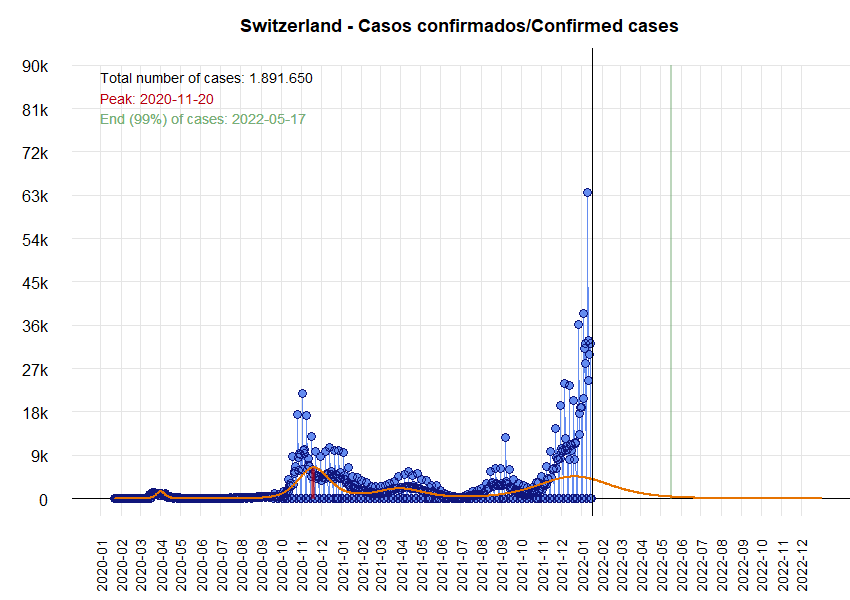 Switzerland - Casos confirmados/Confirmed cases
90k
Total number of cases: 1.891.650
Peak: 2020-11-20
81k
End (99%) of cases: 2022-05-17
72k
63k
54k
45k
36k
27k
18k
9k
0
2020-01
2020-02
2020-03
2020-04
2020-05
2020-06
2020-07
2020-08
2020-09
2020-10
2020-11
2020-12
2021-01
2021-02
2021-03
2021-04
2021-05
2021-06
2021-07
2021-08
2021-09
2021-10
2021-11
2021-12
2022-01
2022-02
2022-03
2022-04
2022-05
2022-06
2022-07
2022-08
2022-09
2022-10
2022-11
2022-12